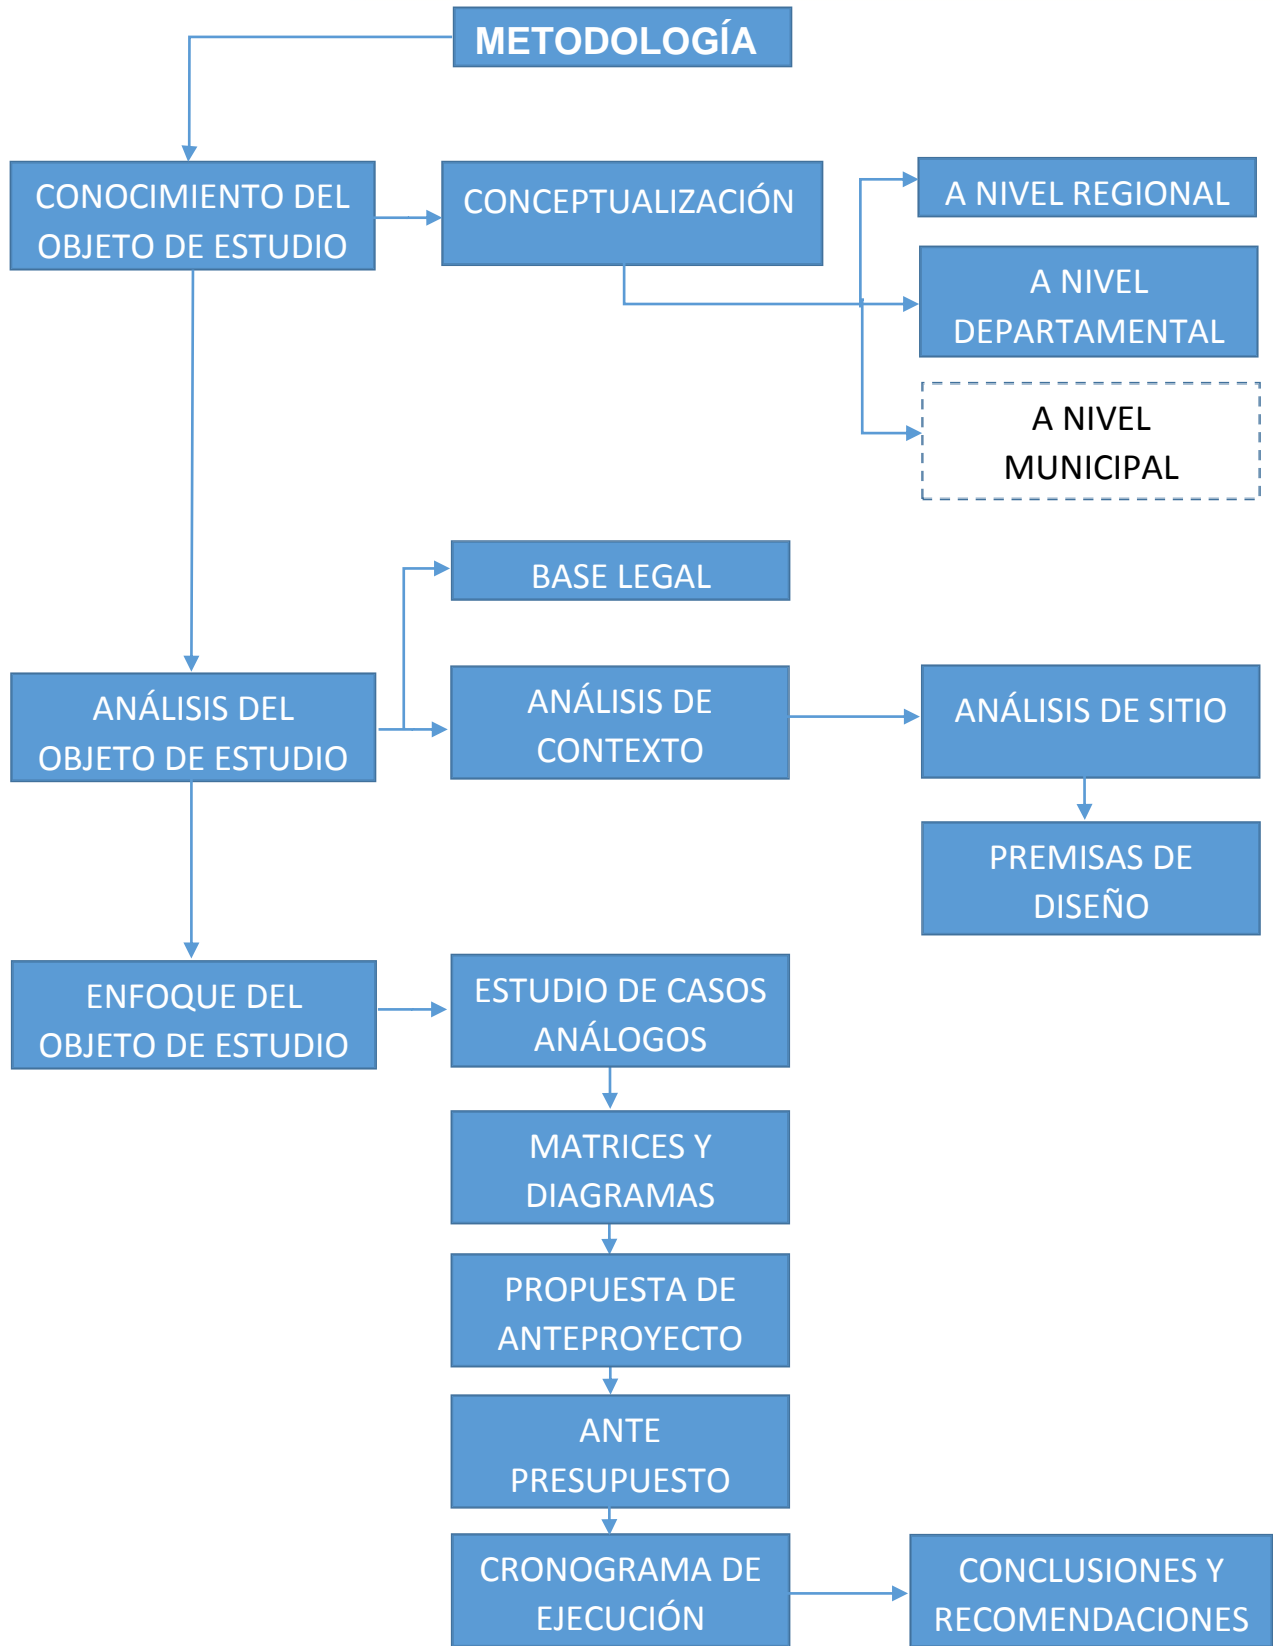 METODOLOGÍA
CONOCIMIENTO DEL
OBJETO DE ESTUDIO
CONCEPTUALIZACIÓN
A NIVEL REGIONAL
A NIVEL
DEPARTAMENTAL
A NIVEL
MUNICIPAL
BASE LEGAL
ANÁLISIS DEL
OBJETO DE ESTUDIO
ANÁLISIS DE
CONTEXTO
ANÁLISIS DE SITIO
PREMISAS DE
DISEÑO
ENFOQUE DEL
OBJETO DE ESTUDIO
ESTUDIO DE CASOS
ANÁLOGOS
MATRICES Y
DIAGRAMAS
PROPUESTA DE
ANTEPROYECTO
ANTE
PRESUPUESTO
CRONOGRAMA DE
EJECUCIÓN
CONCLUSIONES Y
RECOMENDACIONES